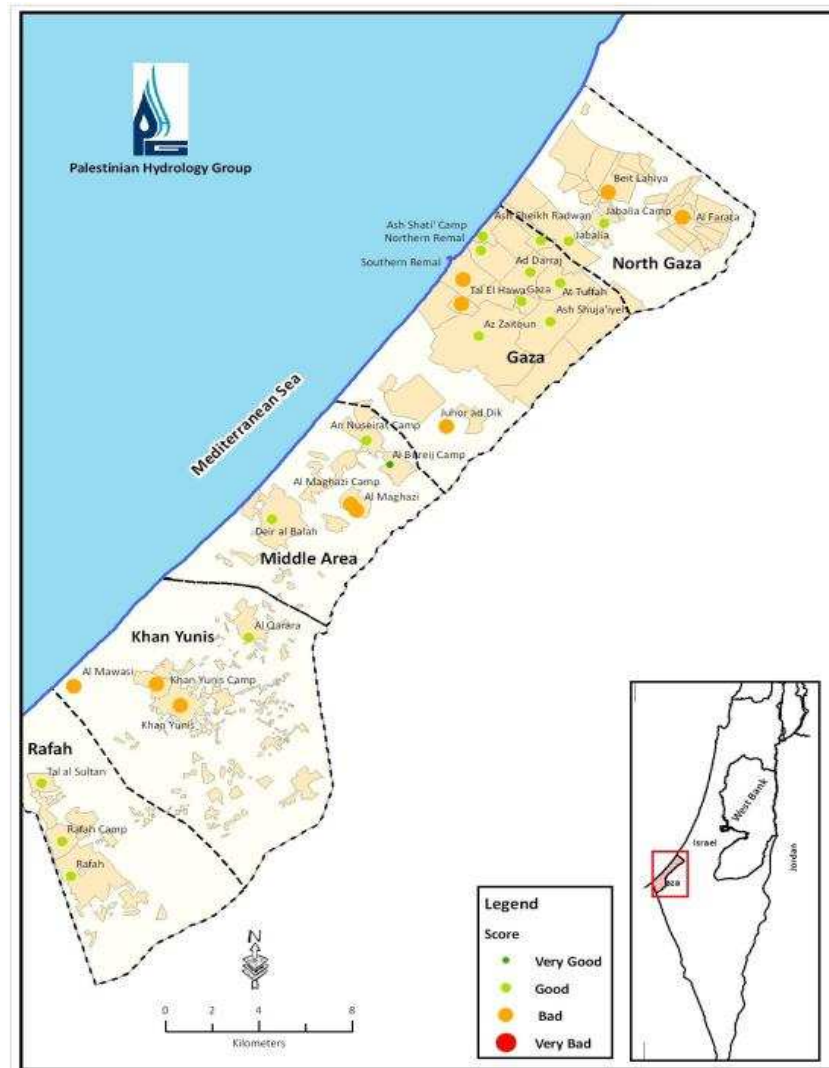 Palestinian Hydrology Group
Mediterranean Sea
Beit Lahiya
Jabalia Camp
Al Farata
Ash Sheikh Radwan
Jabalia
North Gaza
Ash Shati' Camp
Northern Remal
Southern Remal
Ad Darraj
Tal El Hawa
Gaza
At Tuffah
Ash Shuja'iyeh
Az Zaitoun
Gaza
Juhor ad Dik
An Nuseirat Camp
Al Bureij Camp
Al Maghazi Camp
Al Maghazi
Deir al Balah
Middle Area
Al Qarara
Khan Yunis
Al Mawasi
Khan Yunis Camp
Khan Yunis
Rafah
Tal al Sultan
Rafah Camp
Rafah
N
0 2 4 8
Kilometers
Legend
Score
Very Good
Good
Bad
Very Bad
West Bank
Israel
Jordan
aza